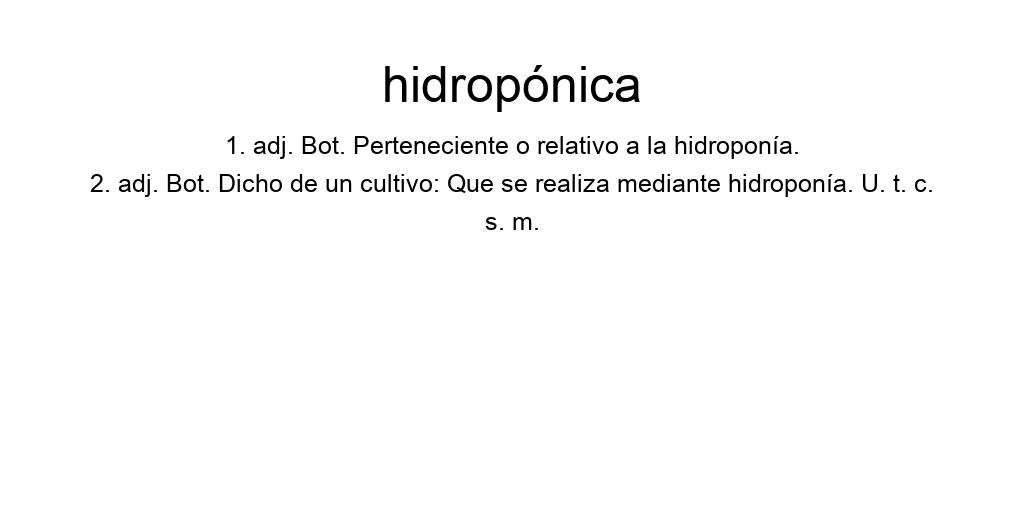 hidropónica
1. adj. Bot. Perteneciente o relativo a la hidroponía.
2. adj. Bot. Dicho de un cultivo: Que se realiza mediante hidroponía. U. t. c.
s. m.